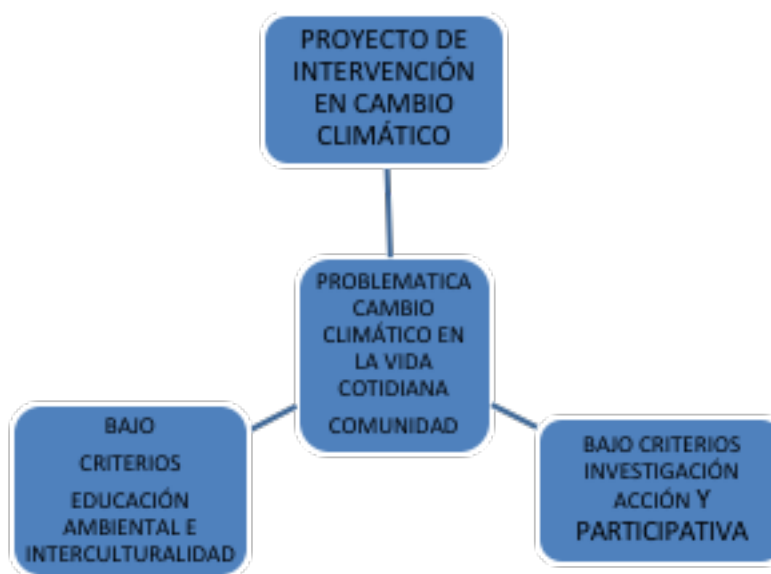 PROYECTO DE
INTERVENCIÓN
EN CAMBIO
CLIMÁTICO
PROBLEMATICA
CAMBIO
CLIMÁTICO EN
LA VIDA
COTIDIANA
COMUNIDAD
BAJO
CRITERIOS
EDUCACIÓN
AMBIENTAL E
INTERCULTURALIDAD
BAJO CRITERIOS
INVESTIGACIÓN
ACCIÓN Y
PARTICIPATIVA